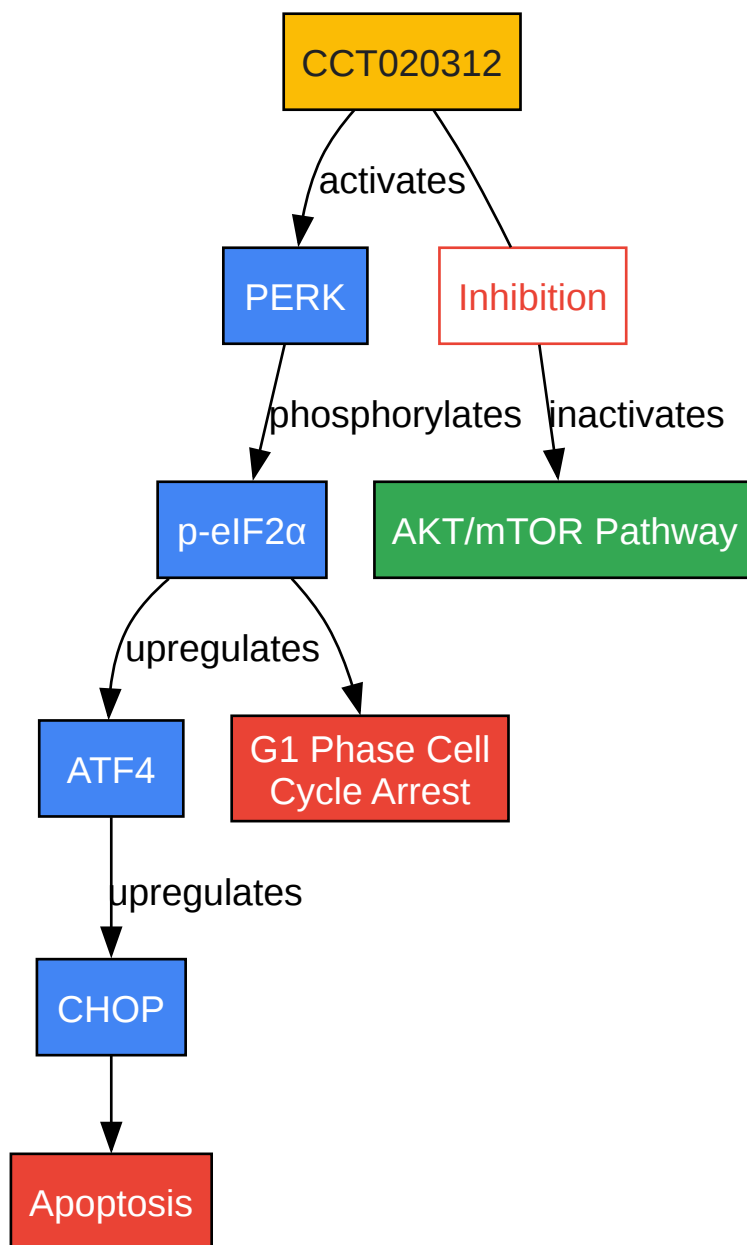 CCT020312
activates
PERK
Inhibition
phosphorylates
inactivates
p-eIF2α
AKT/mTOR Pathway
upregulates
ATF4
G1 Phase Cell
Cycle Arrest
upregulates
CHOP
Apoptosis